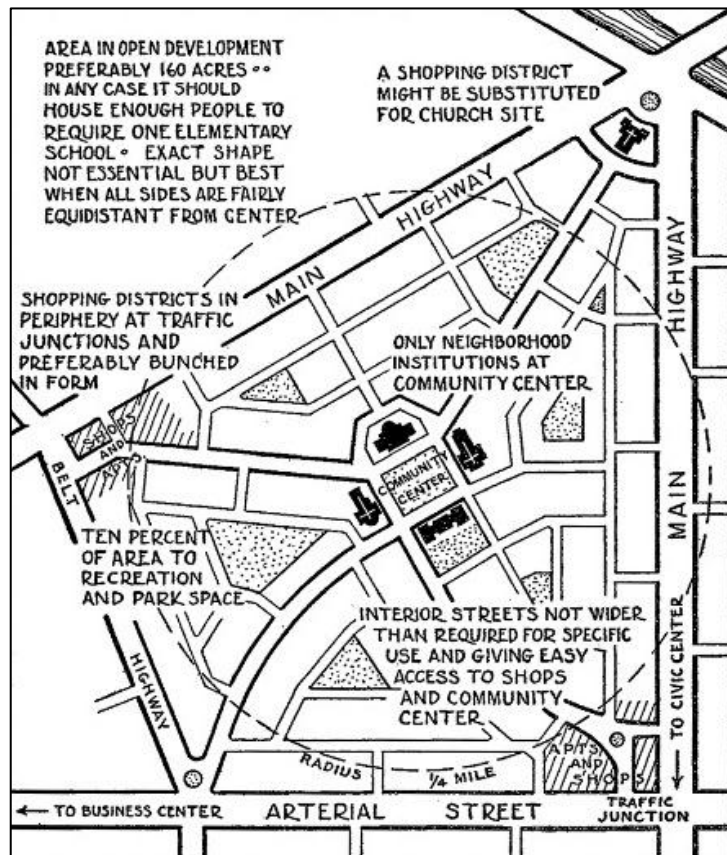 AREA IN OPEN DEVELOPMENT
PREFERABLY 160 ACRES ••
IN ANY CASE IT SHOULD
HOUSE ENOUGH PEOPLE TO
REQUIRE ONE ELEMENTARY
SCHOOL • EXACT SHAPE
NOT ESSENTIAL BUT BEST
WHEN ALL SIDES ARE FAIRLY
EQUIDISTANT FROM CENTER
A SHOPPING DISTRICT
MIGHT BE SUBSTITUTED
FOR CHURCH SITE
MAIN HIGHWAY
HIGHWAY
MAIN
SHOPPING DISTRICTS IN
PERIPHERY AT TRAFFIC
JUNCTIONS AND
PREFERABLY BUNCHED
IN FORM
ONLY NEIGHBORHOOD
INSTITUTIONS AT
COMMUNITY CENTER
SHOPS
AND
APTS.
BELT
HIGHWAY
COMMUNITY
CENTER
TEN PERCENT
OF AREA TO
RECREATION
AND PARK SPACE
INTERIOR STREETS NOT WIDER
THAN REQUIRED FOR SPECIFIC
USE AND GIVING EASY
ACCESS TO SHOPS
AND COMMUNITY
CENTER
→ TO CIVIC CENTER
RADIUS 1/4 MILE
APTS
AND
SHOPS
TRAFFIC
JUNCTION
← TO BUSINESS CENTER
ARTERIAL STREET